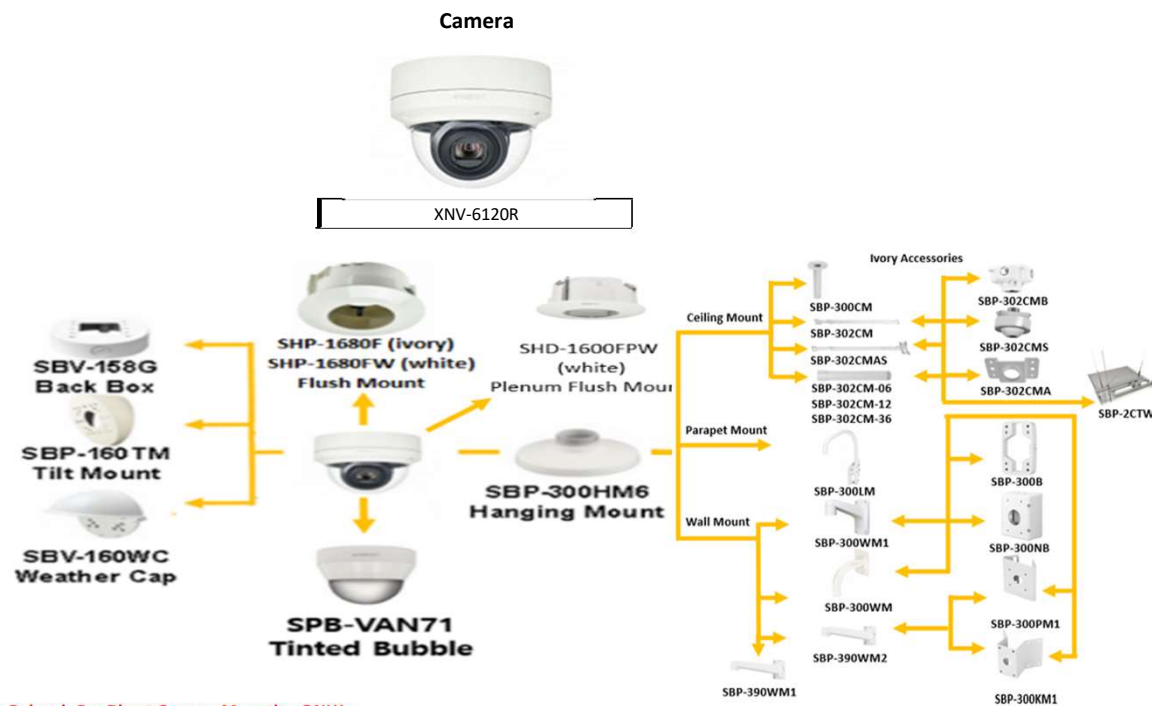 Camera
XNV-6120R
SBV-158G
Back Box
SBP-160TM
Tilt Mount
SBV-160WC
Weather Cap
SHP-1680F (ivory)
SHP-1680FW (white)
Flush Mount
SHD-1600FPW
(white)
Plenum Flush Moun
SBP-300HM6
Hanging Mount
SPB-VAN71
Tinted Bubble
Ivory Accessories
Ceiling Mount
SBP-300CM
SBP-302CM
SBP-302CMAS
SBP-302CM-06
SBP-302CM-12
SBP-302CM-36
SBP-302CMB
SBP-302CMS
SBP-302CMA
SBP-2CTW
Parapet Mount
SBP-300LM
Wall Mount
SBP-300WM1
SBP-300WM
SBP-390WM2
SBP-390WM1
SBP-300B
SBP-300NB
SBP-300PM1
SBP-300KM1